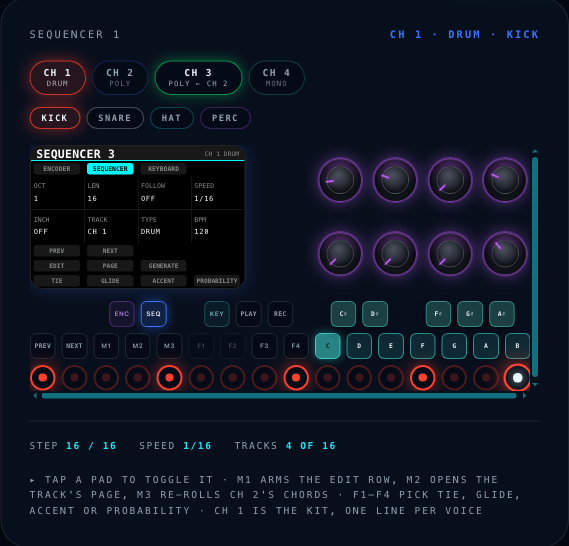 SEQUENCER 1
CH 1 · DRUM · KICK
CH 1 CH 2 CH 3 CH 4
DRUM POLY POLY ← CH 2 MONO
KICK SNARE HAT PERC
SEQUENCER 3 CH 1 DRUM
ENCODER SEQUENCER KEYBOARD
OCT LEN FOLLOW SPEED
1 16 OFF 1/16
INCH TRACK TYPE BPM
OFF CH 1 DRUM 120
PREV NEXT
EDIT PAGE GENERATE
TIE GLIDE ACCENT PROBABILITY
ENC SEQ KEY PLAY REC C♯ D♯ F♯ G♯ A♯
PREV NEXT M1 M2 M3 F1 F2 F3 F4 C D E F G A B
STEP 16 / 16 SPEED 1/16 TRACKS 4 OF 16
▸ TAP A PAD TO TOGGLE IT · M1 ARMS THE EDIT ROW, M2 OPENS THE
TRACK'S PAGE, M3 RE-ROLLS CH 2'S CHORDS · F1–F4 PICK TIE, GLIDE,
ACCENT OR PROBABILITY · CH 1 IS THE KIT, ONE LINE PER VOICE